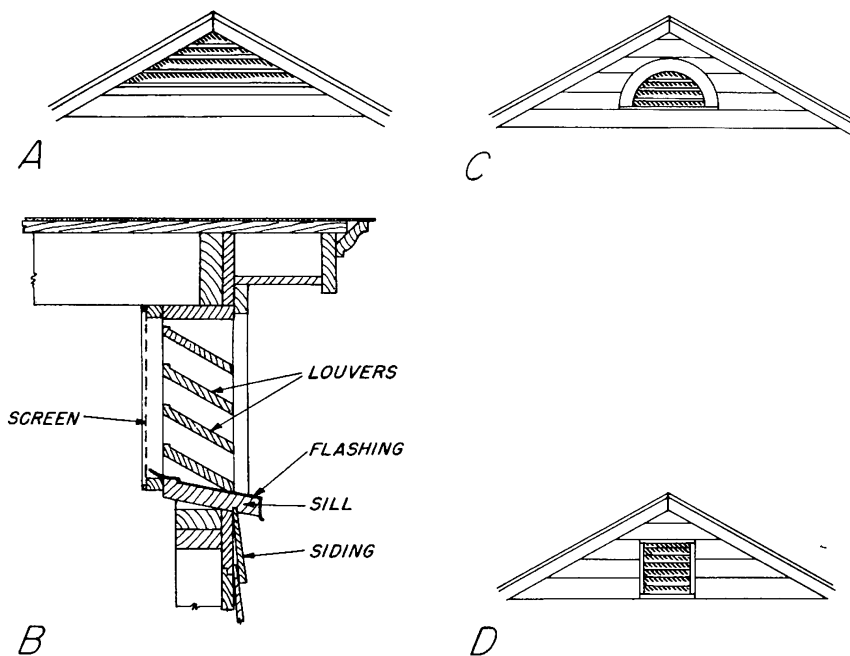 A
C
LOUVERS
SCREEN
FLASHING
SILL
SIDING
B
D